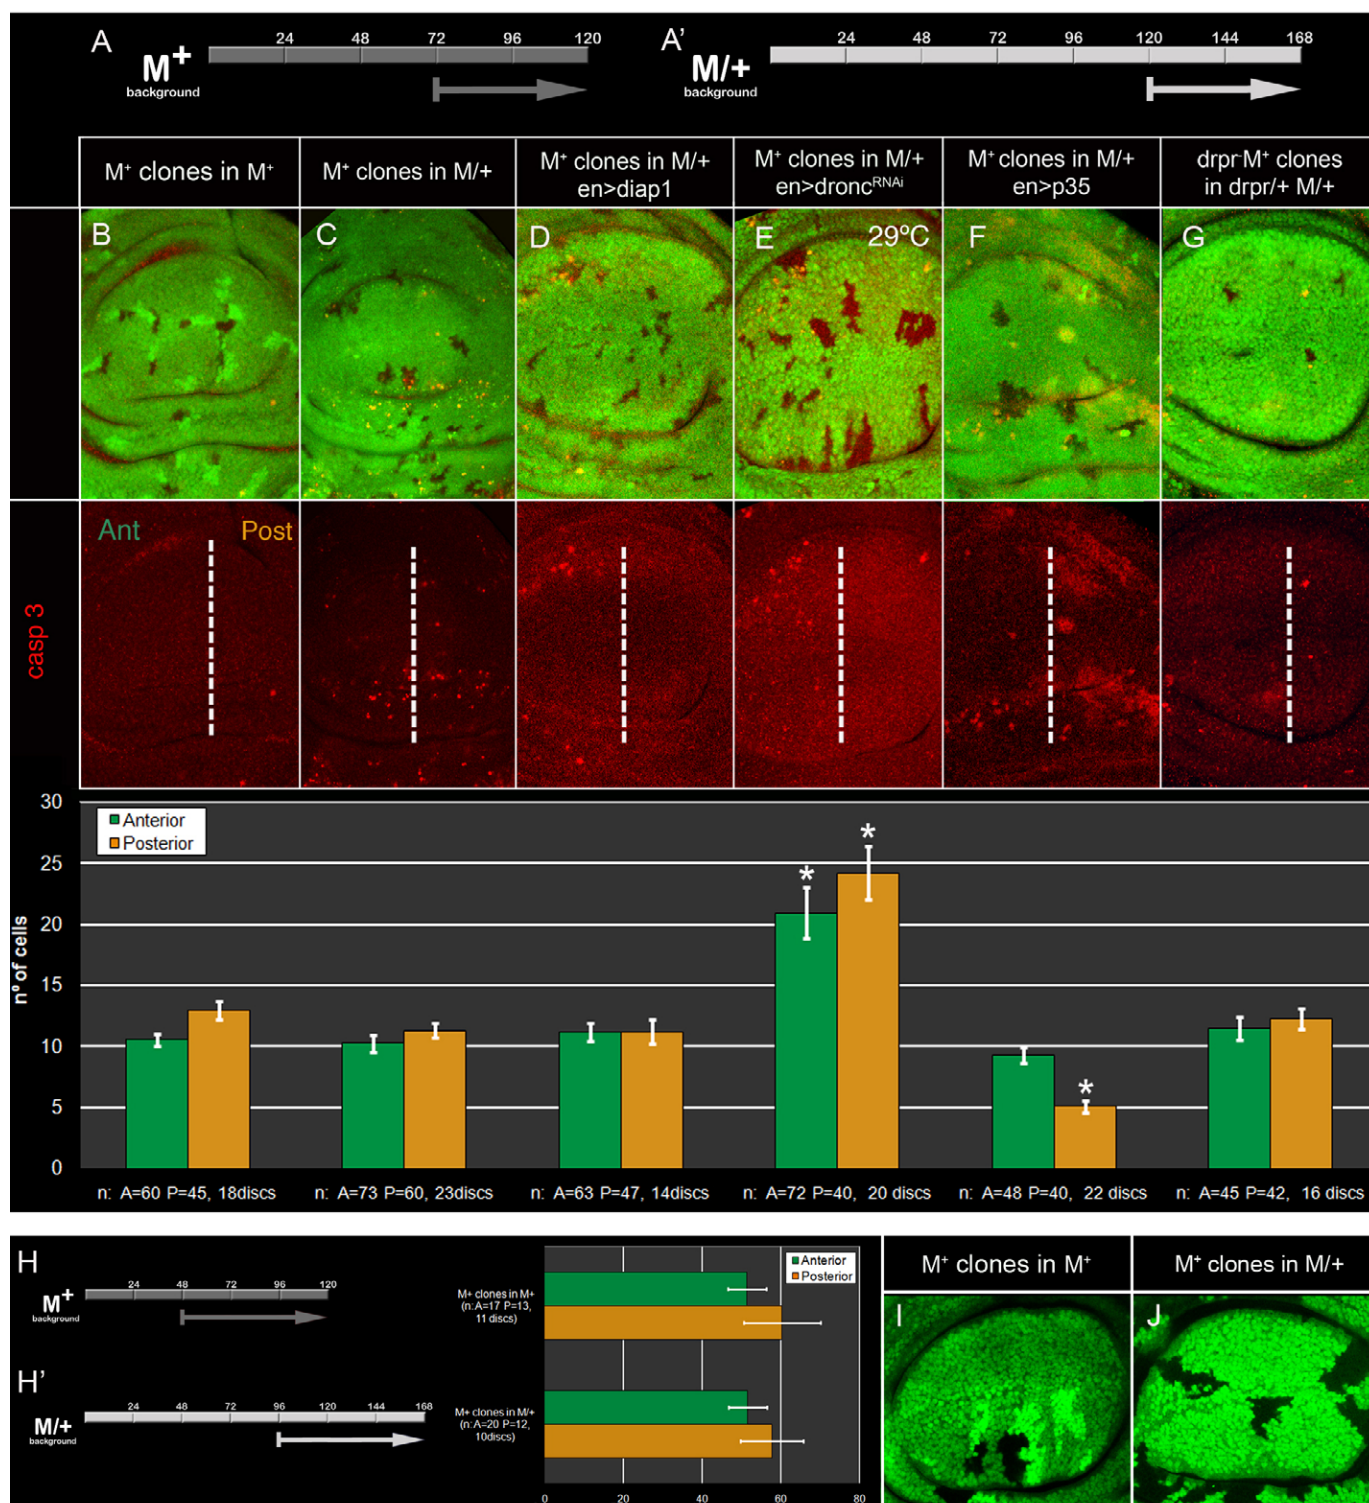 A
M+
background
24 48 72 96 120
A'
M/+
background
24 48 72 96 120 144 168
M+ clones in M+
M+ clones in M/+
M+ clones in M/+
en>diap1
M+ clones in M/+
en>droncRNAi
M+ clones in M/+
en>p35
drpr-M+ clones
in drpr/+ M/+
B
C
D
E 29ºC
F
G
casp 3
Ant Post
nº of cells
30
25
20
15
10
5
0
Anterior
Posterior
* *
*
n: A=60 P=45, 18discs
n: A=73 P=60, 23discs
n: A=63 P=47, 14discs
n: A=72 P=40, 20 discs
n: A=48 P=40, 22 discs
n: A=45 P=42, 16 discs
H
M+
background
24 48 72 96 120
H'
M/+
background
24 48 72 96 120 144 168
Anterior
Posterior
M+ clones in M+
(n:A=17 P=13,
11 discs)
M+ clones in M/+
(n:A=20 P=12,
10discs)
0 20 40 60 80
M+ clones in M+
M+ clones in M/+
I
J